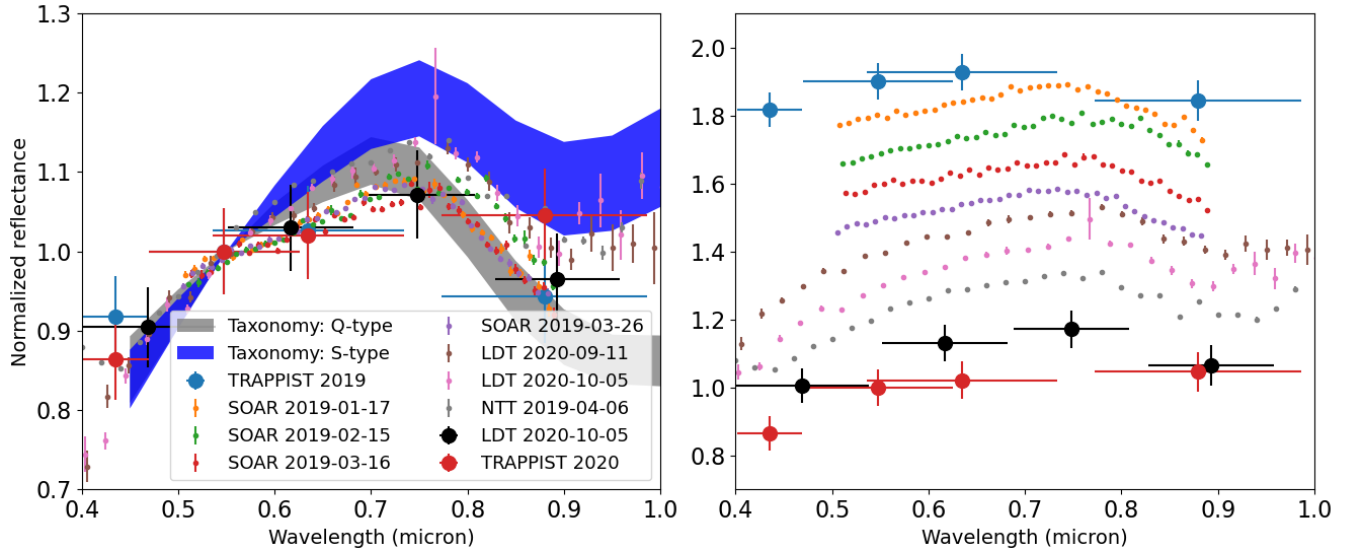 1.3
1.2
1.1
1.0
0.9
0.8
0.7
Normalized reflectance
0.4 0.5 0.6 0.7 0.8 0.9 1.0
Wavelength (micron)
Taxonomy: Q-type
Taxonomy: S-type
TRAPPIST 2019
SOAR 2019-01-17
SOAR 2019-02-15
SOAR 2019-03-16
SOAR 2019-03-26
LDT 2020-09-11
LDT 2020-10-05
NTT 2019-04-06
LDT 2020-10-05
TRAPPIST 2020
2.0
1.8
1.6
1.4
1.2
1.0
0.8
0.4 0.5 0.6 0.7 0.8 0.9 1.0
Wavelength (micron)